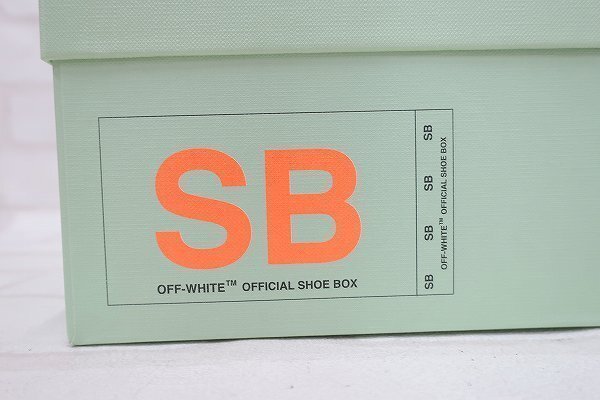 SB
OFF-WHITE™ OFFICIAL SHOE BOX
SB SB SB SB
OFF-WHITE™ OFFICIAL SHOE BOX